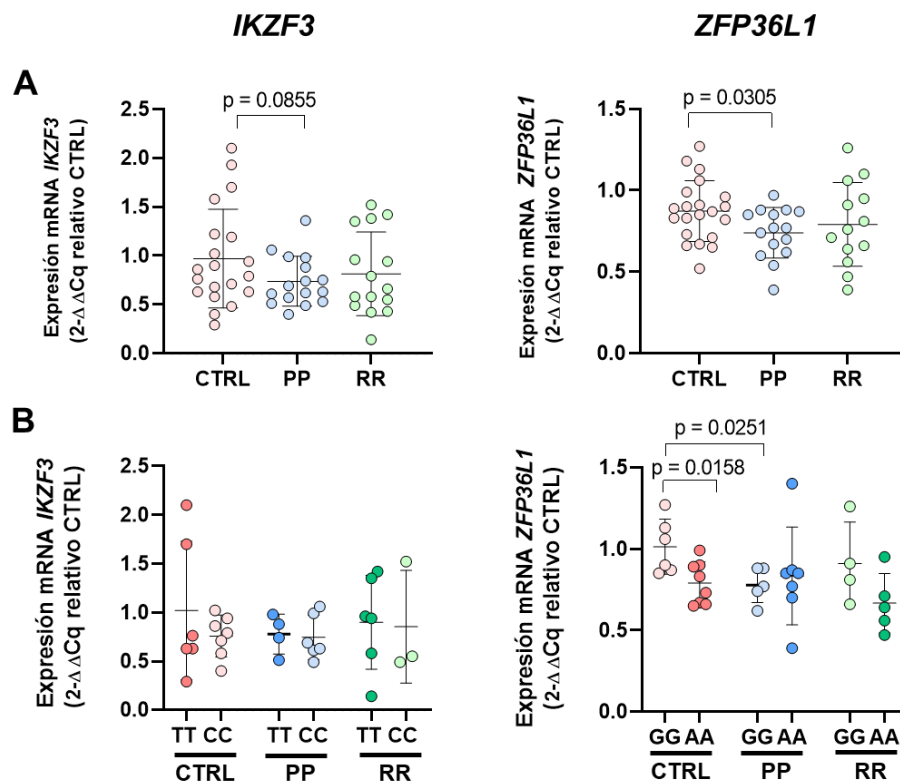 IKZF3
ZFP36L1
A
p = 0.0855
Expresión mRNA IKZF3
(2-Δ ΔCq relativo CTRL)
2.5
2.0
1.5
1.0
0.5
0.0
CTRL PP RR
p = 0.0305
Expresión mRNA ZFP36L1
(2-Δ ΔCq relativo CTRL)
1.5
1.0
0.5
0.0
CTRL PP RR
B
Expresión mRNA IKZF3
(2-Δ ΔCq relativo CTRL)
2.5
2.0
1.5
1.0
0.5
0.0
TT CC TT CC TT CC
CTRL PP RR
p = 0.0251
p = 0.0158
Expresión mRNA ZFP36L1
(2-Δ ΔCq relativo CTRL)
1.5
1.0
0.5
0.0
GG AA GG AA GG AA
CTRL PP RR